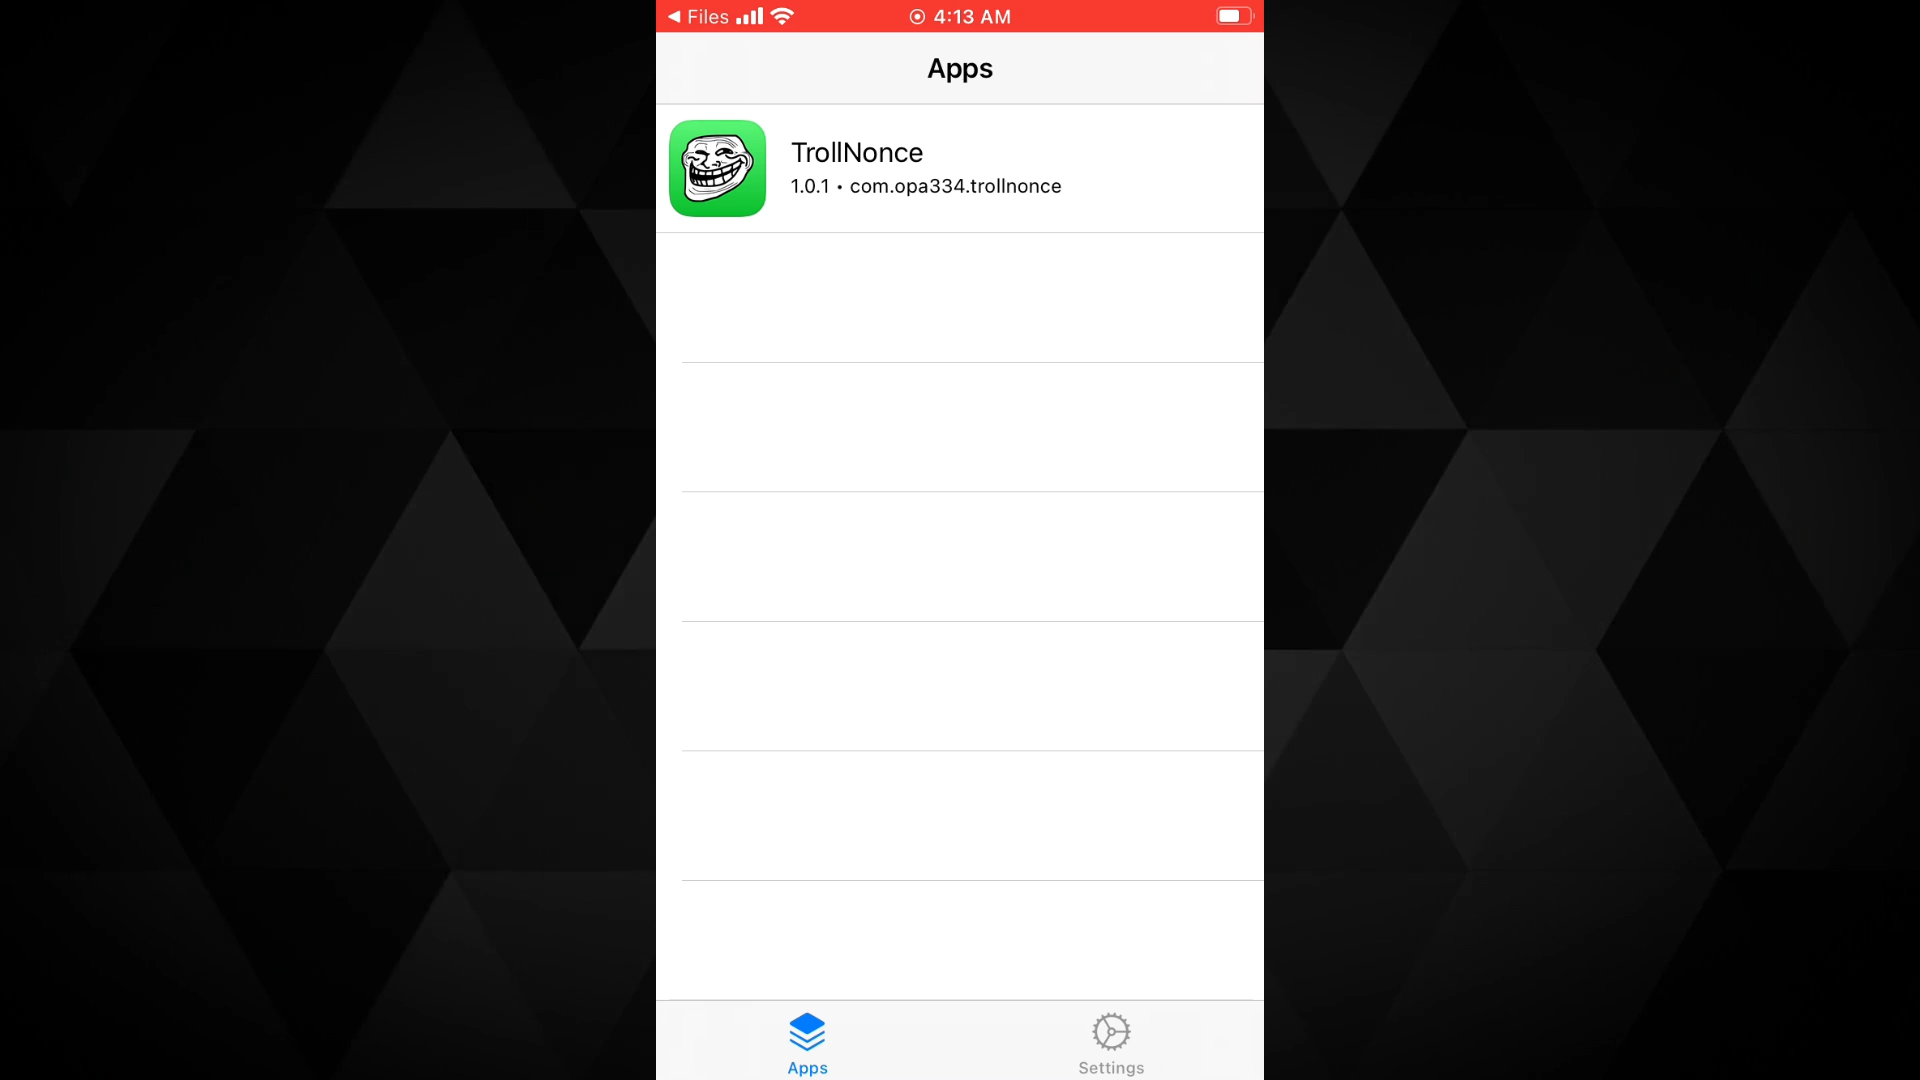 Files
4:13 AM
Apps
TrollNonce
1.0.1 • com.opa334.trollnonce
Apps
Settings